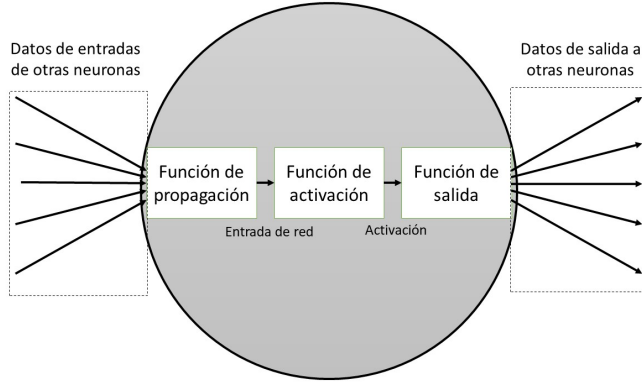 Datos de entradas
de otras neuronas
Datos de salida a
otras neuronas
Función de
propagación
Función de
activación
Función de
salida
Entrada de red
Activación